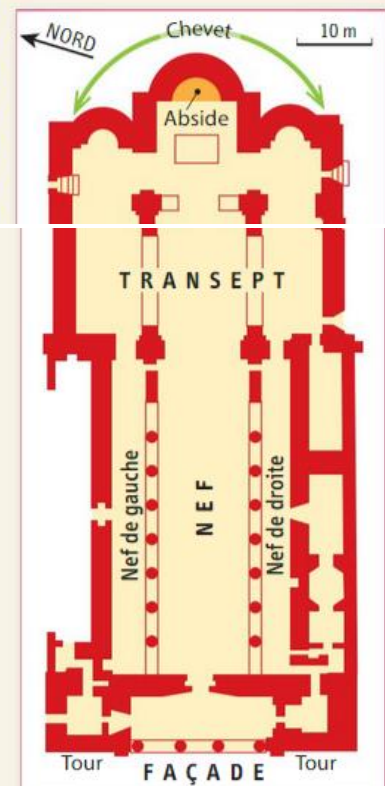 NORD
Chevet
10 m
Abside
TRANSEPT
Nef de gauche
NEF
Nef de droite
Tour
Tour
FAÇADE